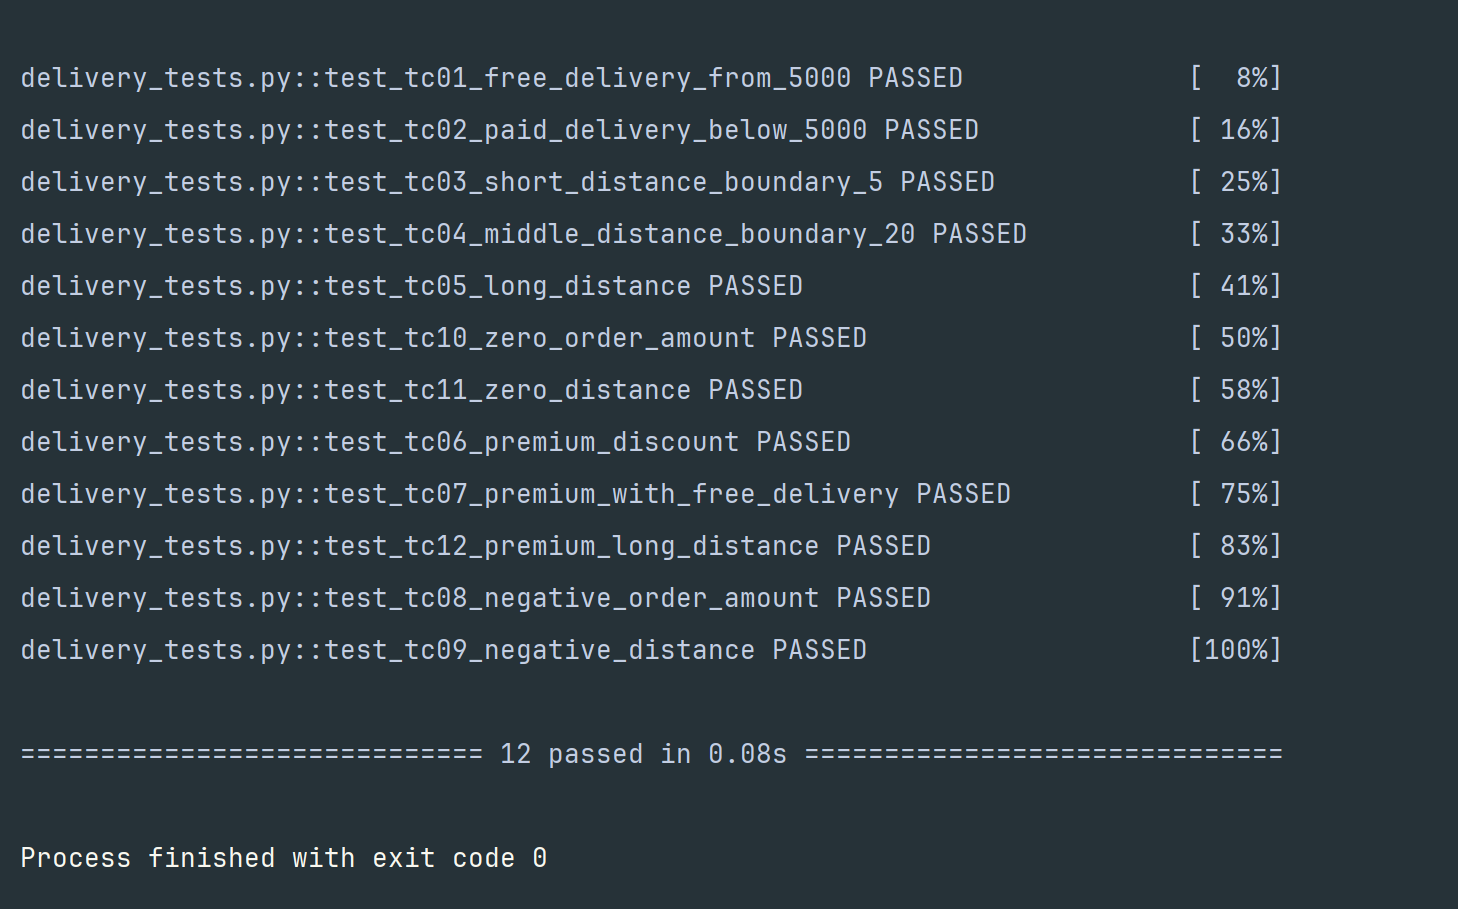 delivery_tests.py::test_tc01_free_delivery_from_5000 PASSED [  8%]
delivery_tests.py::test_tc02_paid_delivery_below_5000 PASSED [ 16%]
delivery_tests.py::test_tc03_short_distance_boundary_5 PASSED [ 25%]
delivery_tests.py::test_tc04_middle_distance_boundary_20 PASSED [ 33%]
delivery_tests.py::test_tc05_long_distance PASSED [ 41%]
delivery_tests.py::test_tc10_zero_order_amount PASSED [ 50%]
delivery_tests.py::test_tc11_zero_distance PASSED [ 58%]
delivery_tests.py::test_tc06_premium_discount PASSED [ 66%]
delivery_tests.py::test_tc07_premium_with_free_delivery PASSED [ 75%]
delivery_tests.py::test_tc12_premium_long_distance PASSED [ 83%]
delivery_tests.py::test_tc08_negative_order_amount PASSED [ 91%]
delivery_tests.py::test_tc09_negative_distance PASSED [100%]
============================= 12 passed in 0.08s ==============================
Process finished with exit code 0